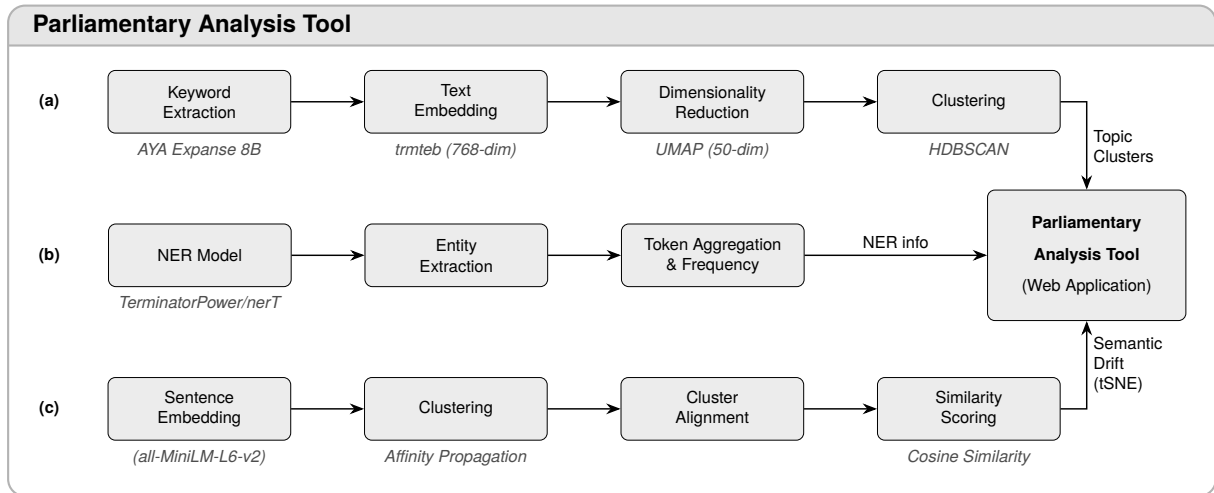 Parliamentary Analysis Tool
(a)
Keyword
Extraction
AYA Expanse 8B
Text
Embedding
trmteb (768-dim)
Dimensionality
Reduction
UMAP (50-dim)
Clustering
HDBSCAN
Topic
Clusters
(b)
NER Model
TerminatorPower/nerT
Entity
Extraction
Token Aggregation
& Frequency
NER info
Parliamentary
Analysis Tool
(Web Application)
(c)
Sentence
Embedding
(all-MiniLM-L6-v2)
Clustering
Affinity Propagation
Cluster
Alignment
Similarity
Scoring
Cosine Similarity
Semantic
Drift
(tSNE)